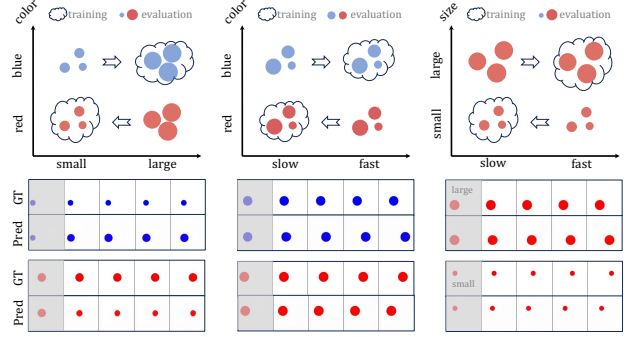 color
training
evaluation
blue
red
small
large
color
training
evaluation
blue
red
slow
fast
size
training
evaluation
large
small
slow
fast
GT
Pred
GT
Pred
large
small